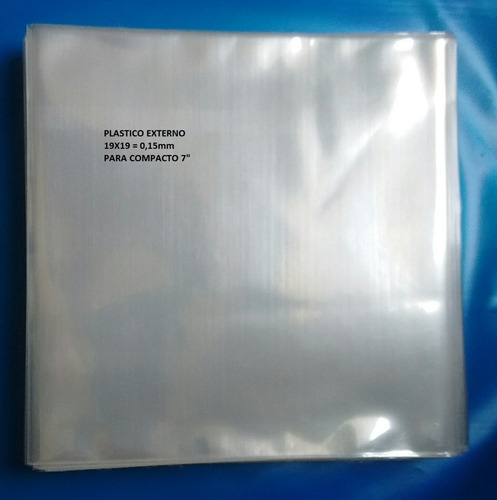 PLASTICO EXTERNO
19X19 = 0,15mm
PARA COMPACTO 7"